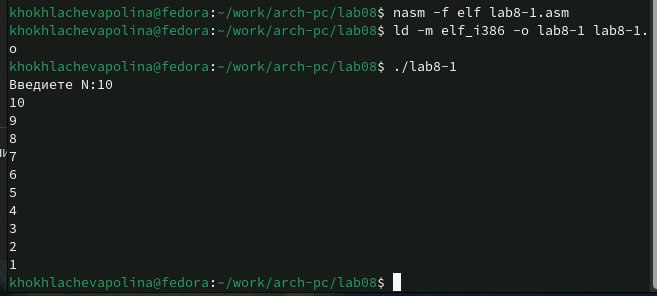 khokhlachevapolina@fedora:~/work/arch-pc/lab08$ nasm -f elf lab8-1.asm
khokhlachevapolina@fedora:~/work/arch-pc/lab08$ ld -m elf_i386 -o lab8-1 lab8-1.
o
khokhlachevapolina@fedora:~/work/arch-pc/lab08$ ./lab8-1
Введиете N:10
10
9
8
7
6
5
4
3
2
1
khokhlachevapolina@fedora:~/work/arch-pc/lab08$